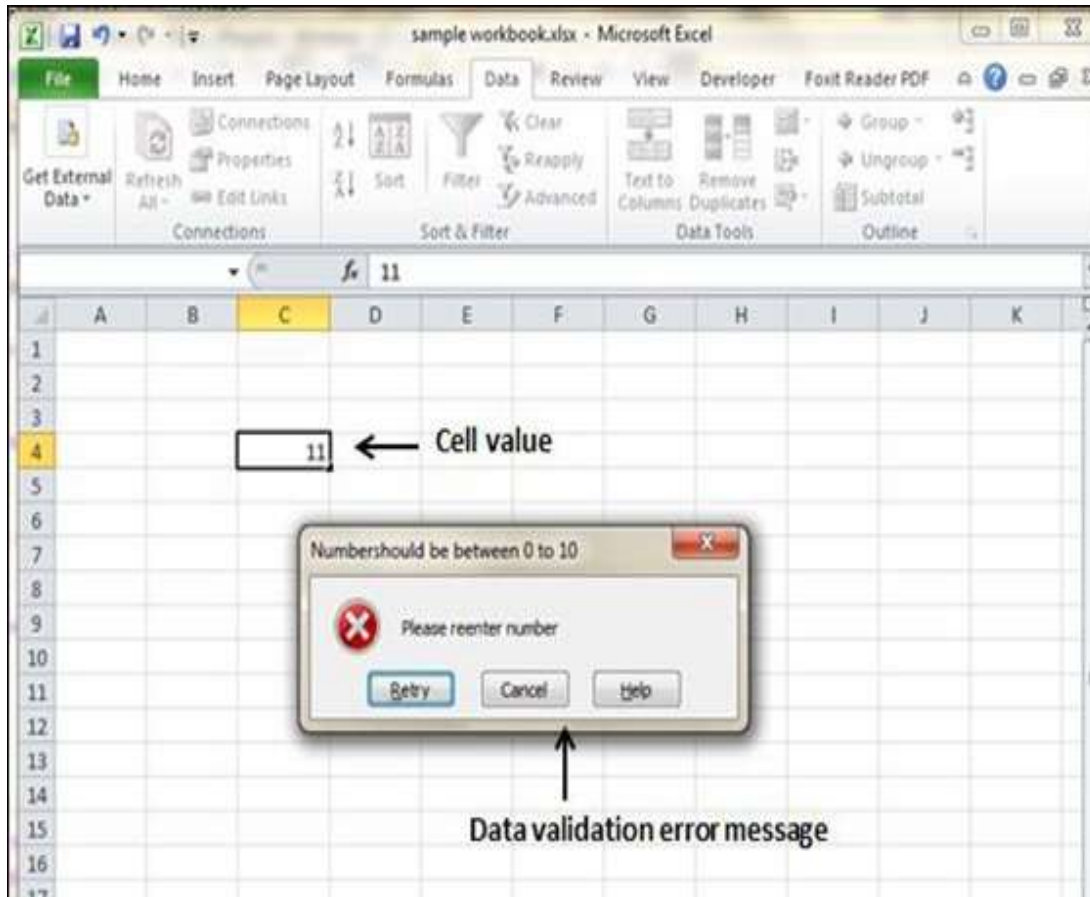 sample workbook.xlsx - Microsoft Excel
File Home Insert Page Layout Formulas Data Review View Developer Foxit Reader PDF
Get External Data
Refresh All
Connections
Properties
Edit Links
Connections
Sort
Filter
Clear
Reapply
Advanced
Sort & Filter
Text to Columns
Remove Duplicates
Data Tools
Group
Ungroup
Subtotal
Outline
fx 11
A B C D E F G H I J K
1
2
3
4 11 Cell value
5
6
7 Numbershould be between 0 to 10
8
9 Please reenter number
10
11 Retry Cancel Help
12
13
14
15 Data validation error message
16
17